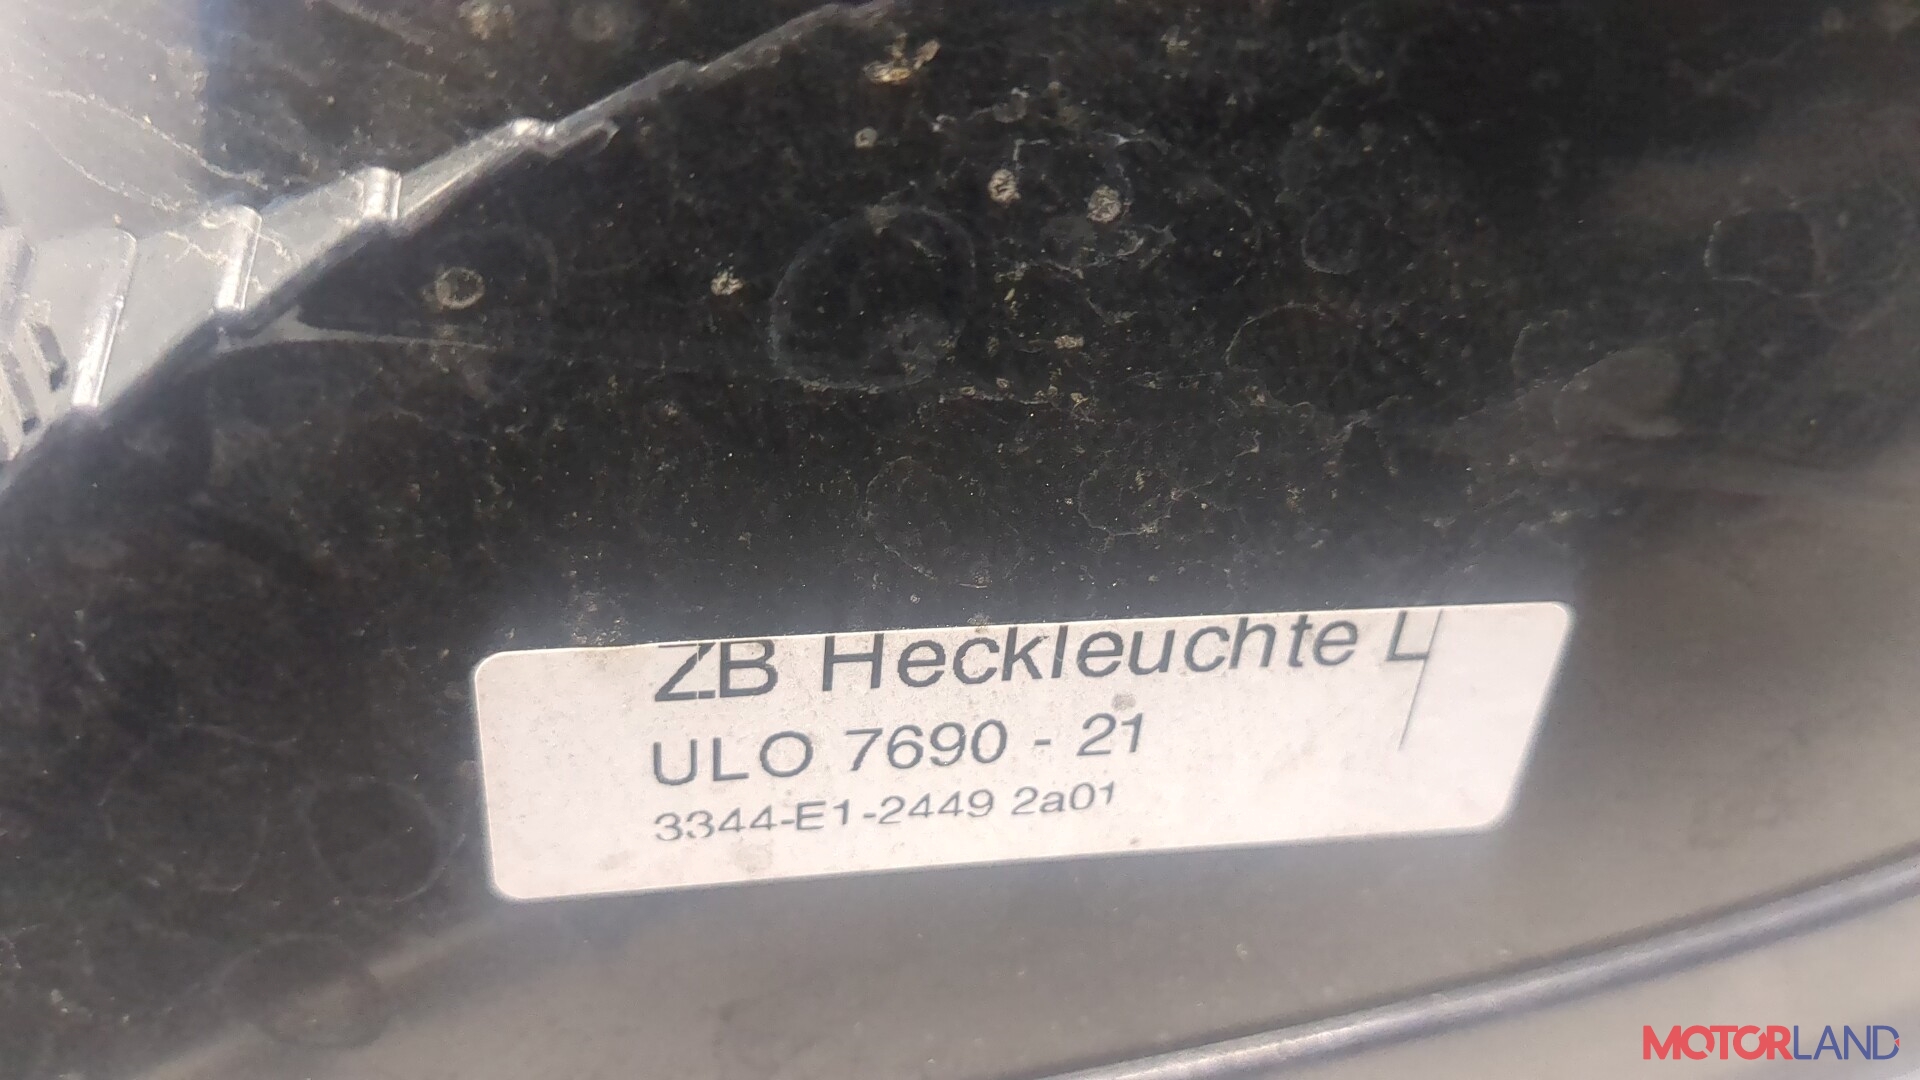 ZB Heckleuchte L
ULO 7690 - 21
3344-E1-2449 2a01
MOTORLAND